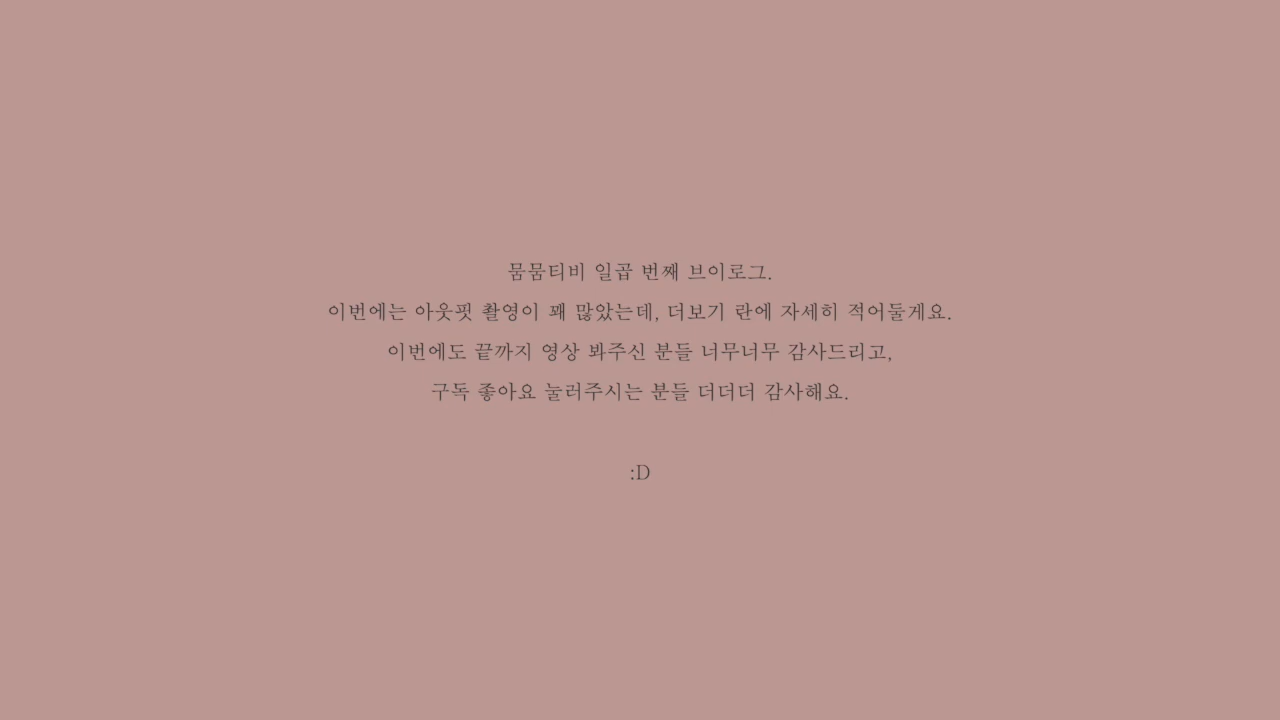 뭄뭄티비 일곱 번째 브이로그.
이번에는 아웃핏 촬영이 꽤 많았는데, 더보기 란에 자세히 적어둘게요.
이번에도 끝까지 영상 봐주신 분들 너무너무 감사드리고,
구독 좋아요 눌러주시는 분들 더더더 감사해요.
:D